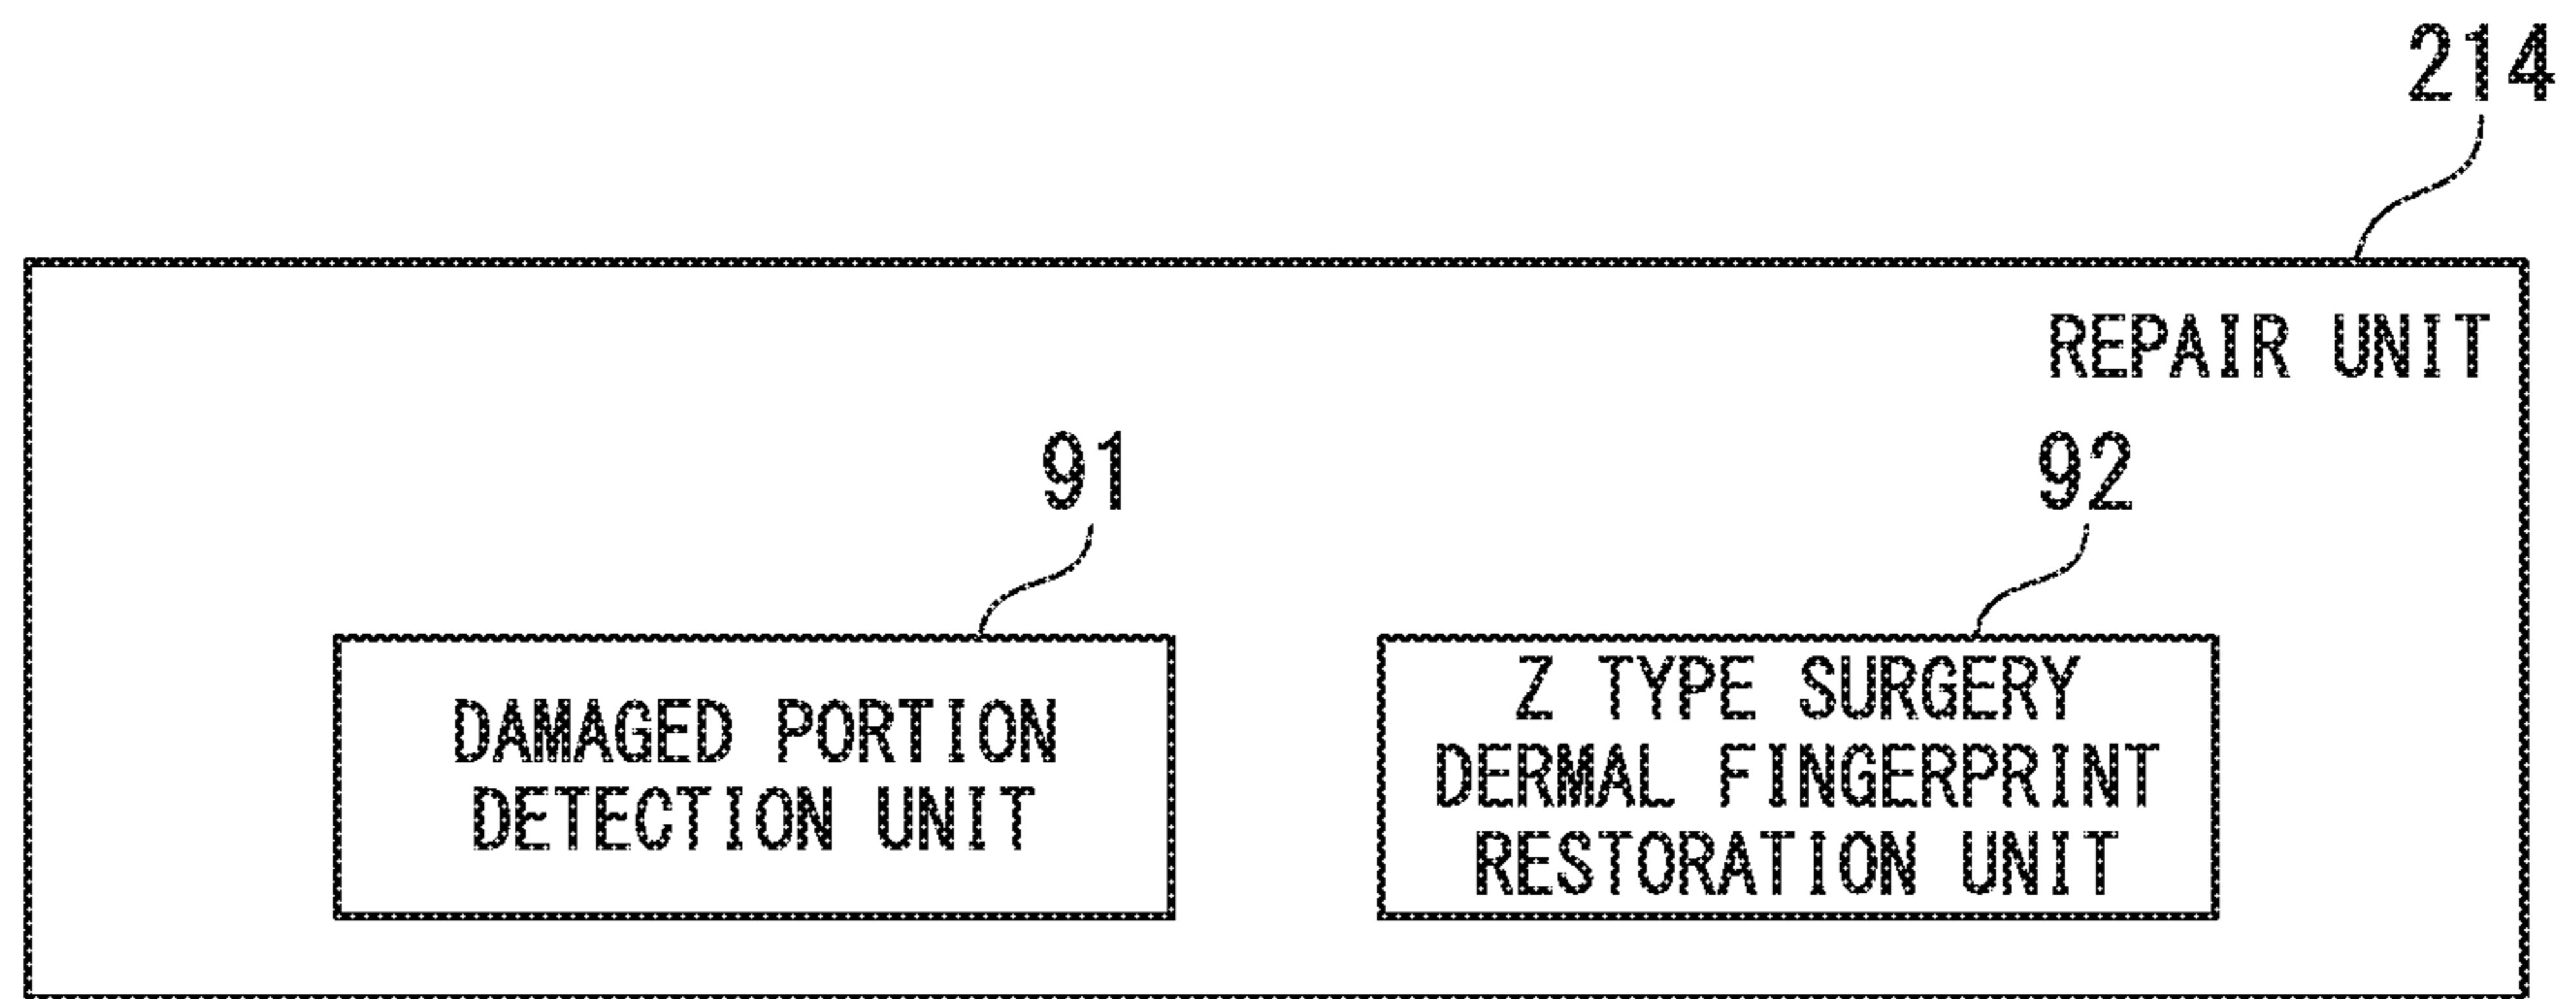 214
REPAIR UNIT
91
92
DAMAGED PORTION
DETECTION UNIT
Z TYPE SURGERY
DERMAL FINGERPRINT
RESTORATION UNIT